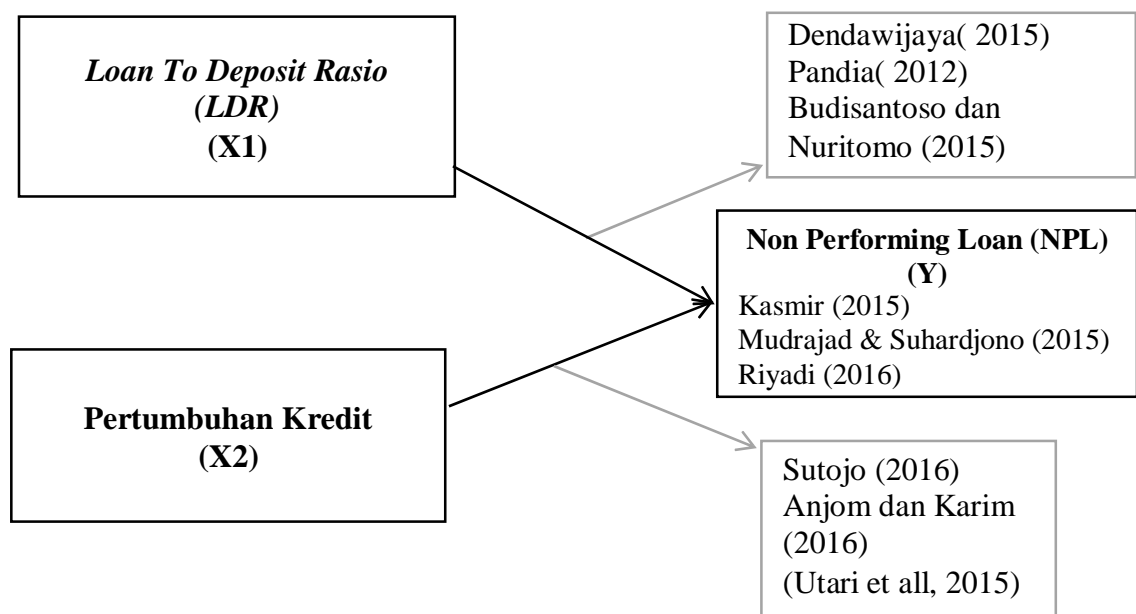 Loan To Deposit Rasio
(LDR)
(X1)
Dendawijaya( 2015)
Pandia( 2012)
Budisantoso dan
Nuritomo (2015)
Non Performing Loan (NPL)
(Y)
Kasmir (2015)
Mudrajad & Suhardjono (2015)
Riyadi (2016)
Pertumbuhan Kredit
(X2)
Sutojo (2016)
Anjom dan Karim
(2016)
(Utari et all, 2015)